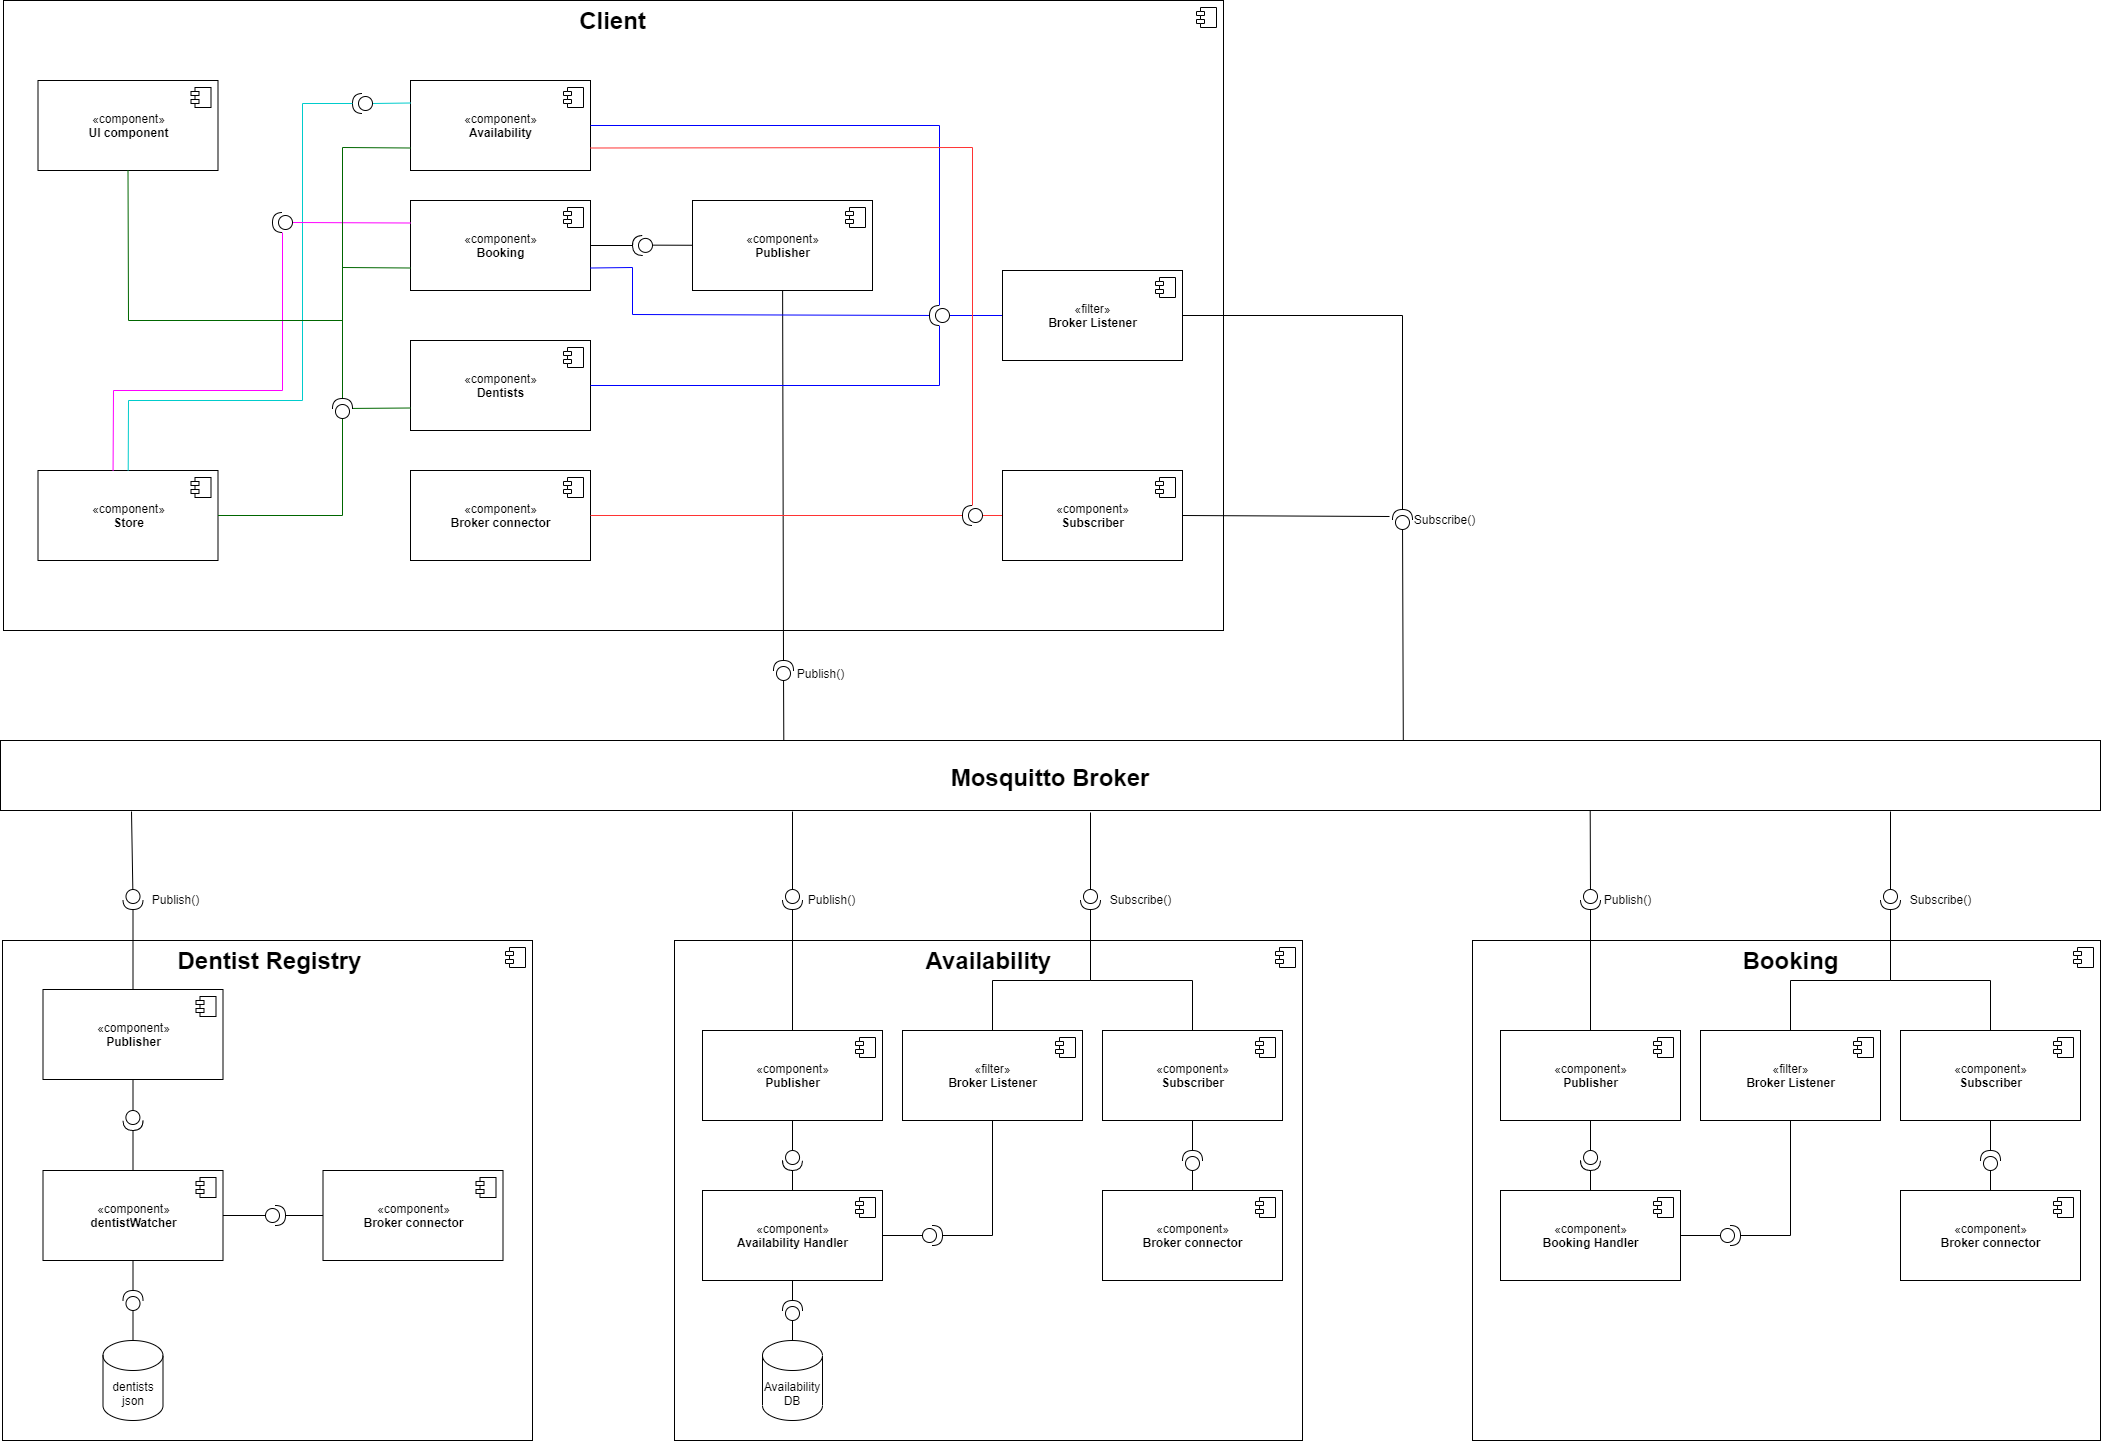 Client
«component»
UI component
«component»
Availability
«component»
Booking
«component»
Publisher
«filter»
Broker Listener
«component»
Dentists
«component»
Store
«component»
Broker connector
«component»
Subscriber
Subscribe()
Publish()
Mosquitto Broker
Publish()
Publish()
Subscribe()
Publish()
Subscribe()
Dentist Registry
«component»
Publisher
«component»
dentistWatcher
«component»
Broker connector
dentists
json
Availability
«component»
Publisher
«filter»
Broker Listener
«component»
Subscriber
«component»
Availability Handler
«component»
Broker connector
Availability
DB
Booking
«component»
Publisher
«filter»
Broker Listener
«component»
Subscriber
«component»
Booking Handler
«component»
Broker connector